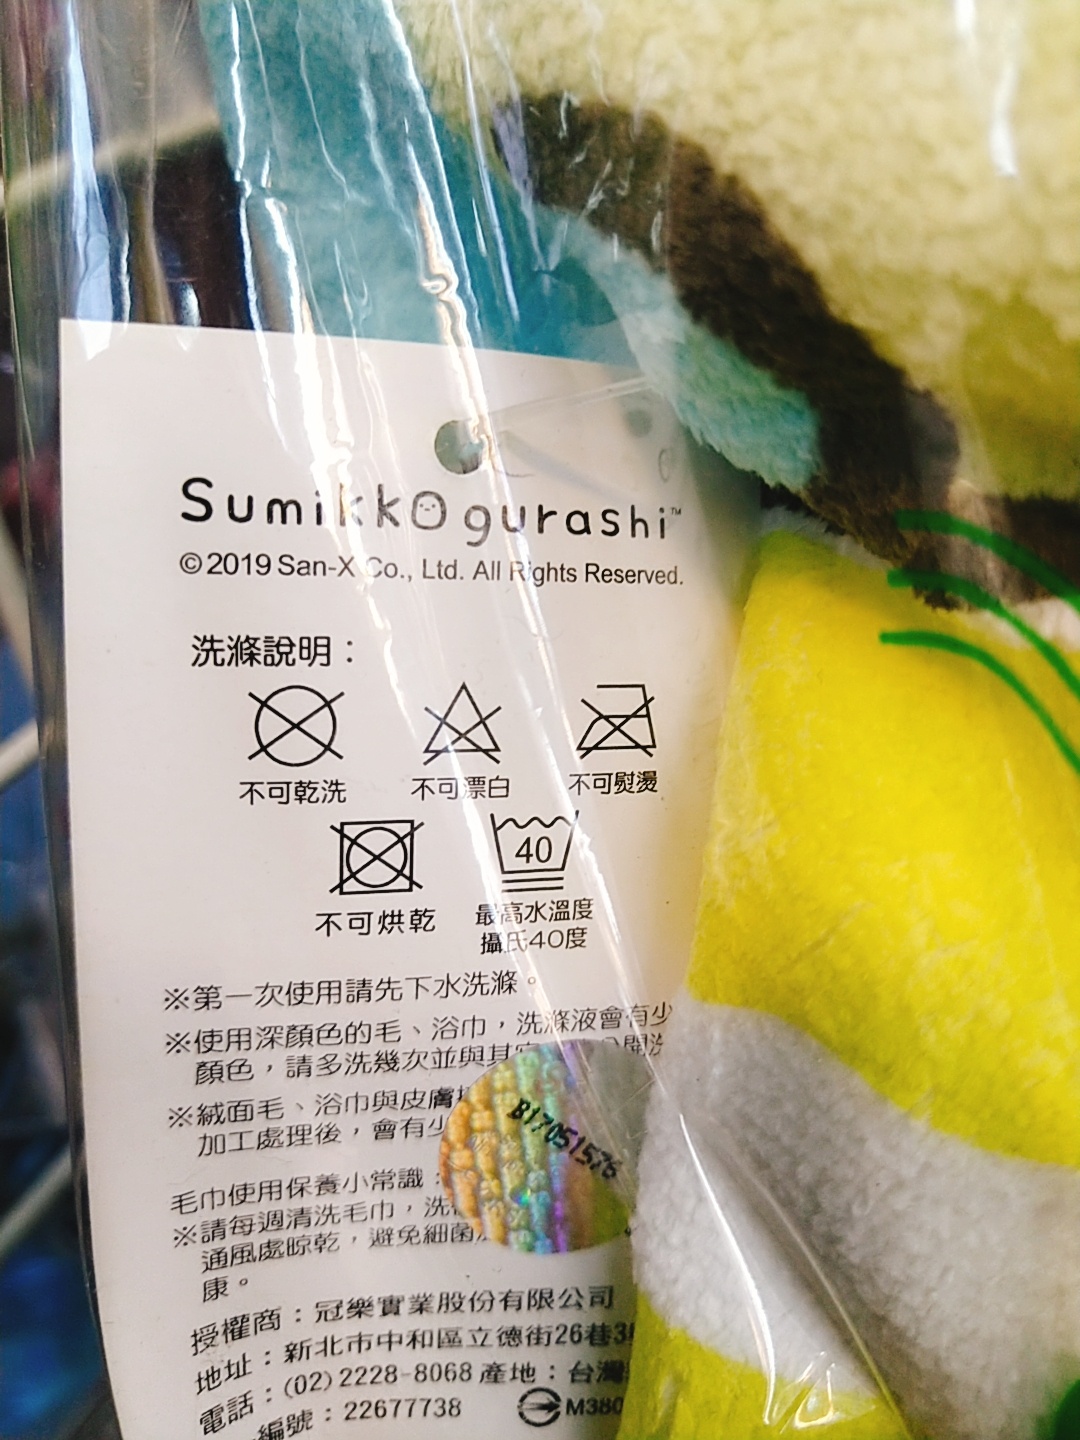 Sumikkogurashi™
©2019 San-X Co., Ltd. All Rights Reserved.
洗滌說明：
不可乾洗
不可漂白
不可熨燙
不可烘乾
40
最高水溫度
攝氏40度
※第一次使用請先下水洗滌。
※使用深顏色的毛、浴巾，洗滌液會有少
顏色，請多洗幾次並與其
※絨面毛、浴巾與皮膚
加工處理後，會有少
B17051576
毛巾使用保養小常識：
※請每週清洗毛巾，洗
通風處晾乾，避免細菌
康。
授權商：冠樂實業股份有限公司
地址：新北市中和區立德街26巷3
電話：(02)2228-8068 產地：台灣
編號：22677738
M380